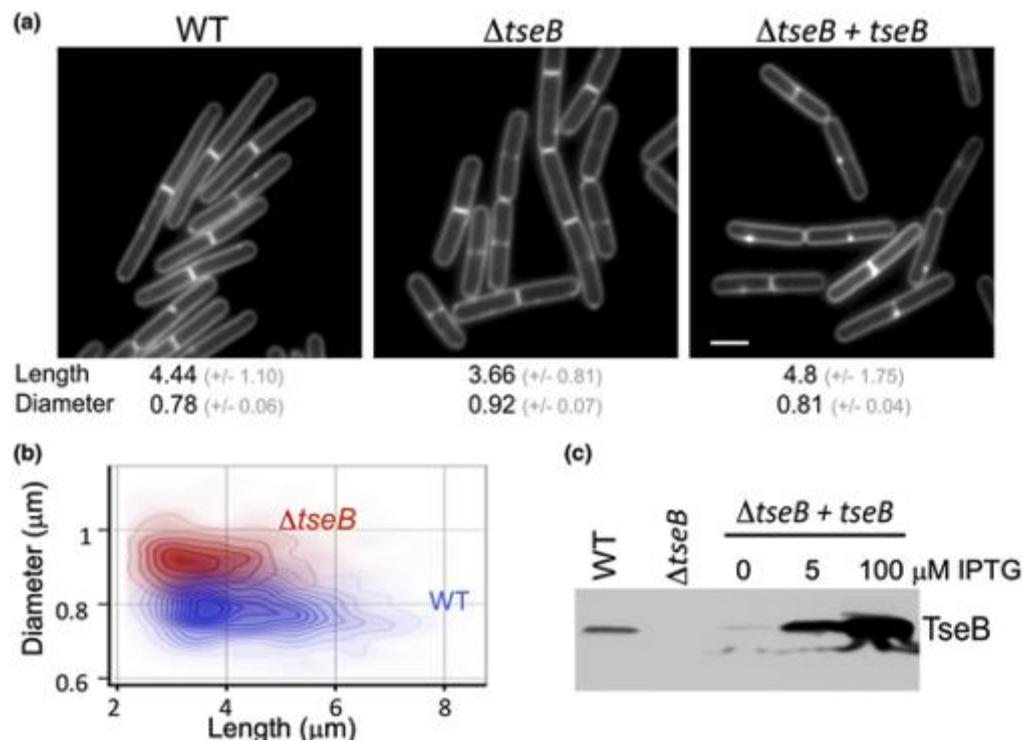 (a)
WT ΔtseB ΔtseB + tseB
Length 4.44 (+/- 1.10) 3.66 (+/- 0.81) 4.8 (+/- 1.75)
Diameter 0.78 (+/- 0.06) 0.92 (+/- 0.07) 0.81 (+/- 0.04)
(b)
Diameter (μm)
1
0.8
0.6
ΔtseB
WT
2 4 6 8
Length (μm)
(c)
WT ΔtseB ΔtseB + tseB
0 5 100 μM IPTG
TseB